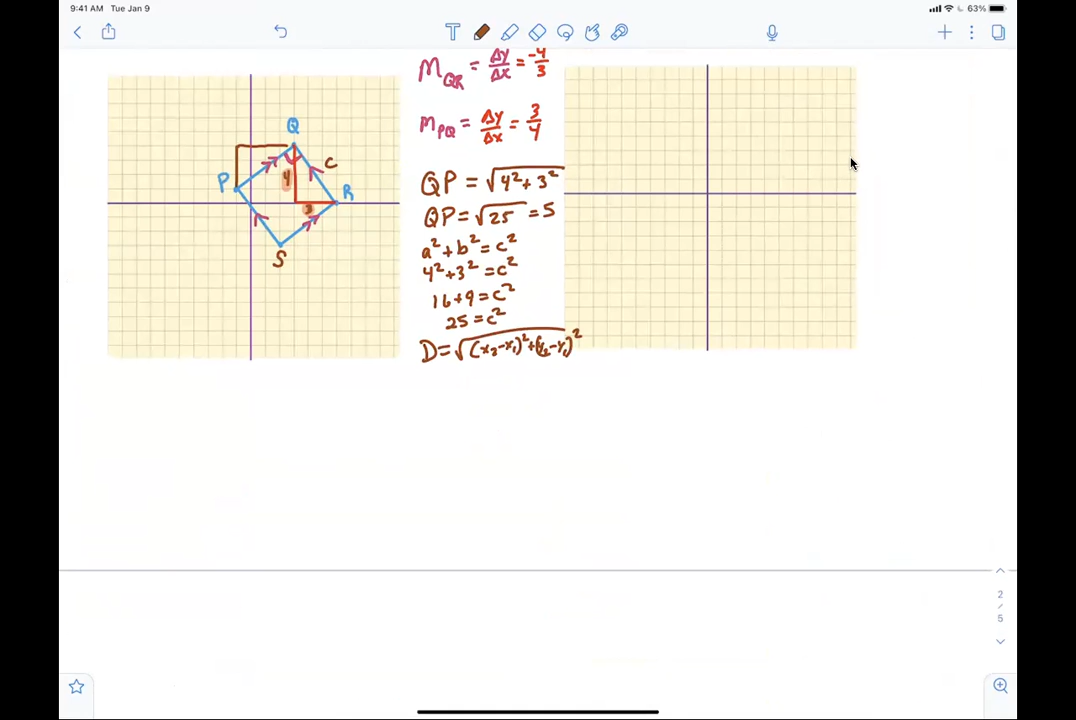 9:41 AM Tue Jan 9
63%
T
Q
C
P
4
R
3
S
M_QR = Δy/Δx = -4/3
M_PQ = Δy/Δx = 3/4
QP = √4²+3²
QP = √25 = 5
a²+b²=c²
4²+3²=c²
16+9=c²
25=c²
D=√(x₂-x₁)²+(y₂-y₁)²
2
/
5